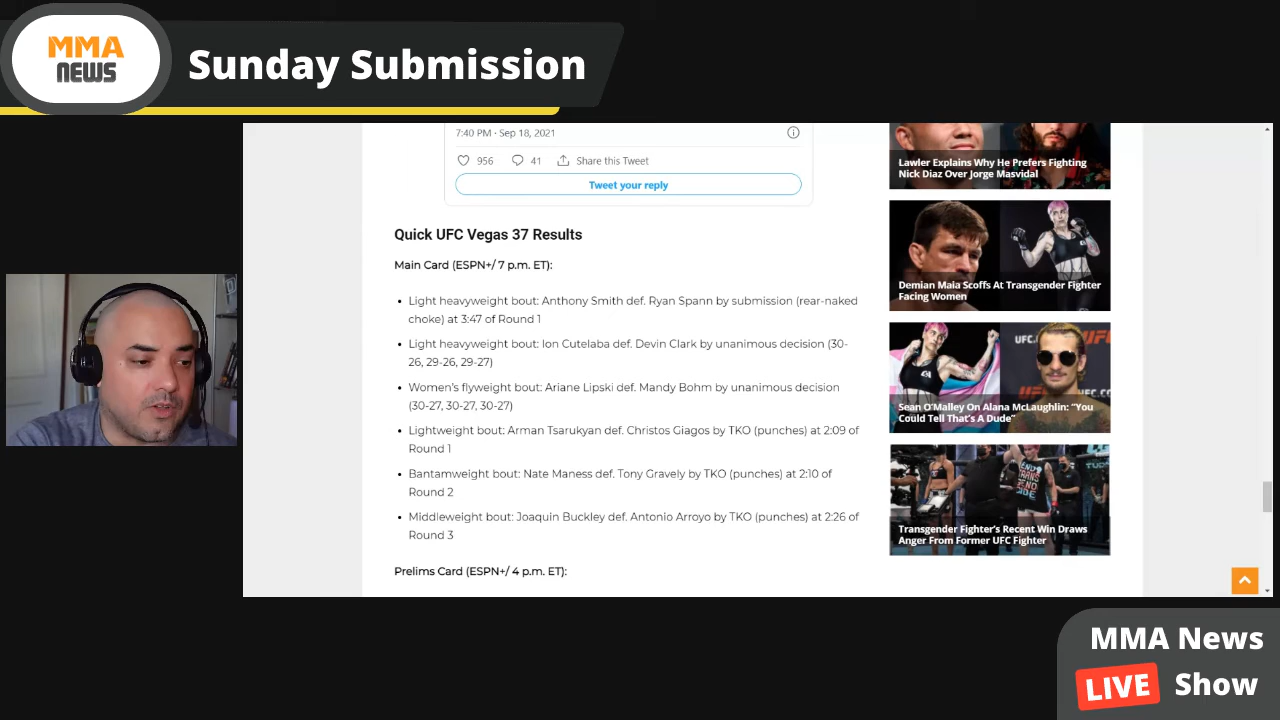 MMA
NEWS
Sunday Submission
7:40 PM · Sep 18, 2021
956
41
Share this Tweet
Tweet your reply
Quick UFC Vegas 37 Results
Main Card (ESPN+/ 7 p.m. ET):
• Light heavyweight bout: Anthony Smith def. Ryan Spann by submission (rear-naked
choke) at 3:47 of Round 1
• Light heavyweight bout: Ion Cutelaba def. Devin Clark by unanimous decision (30-
26, 29-26, 29-27)
• Women's flyweight bout: Ariane Lipski def. Mandy Bohm by unanimous decision
(30-27, 30-27, 30-27)
• Lightweight bout: Arman Tsarukyan def. Christos Giagos by TKO (punches) at 2:09 of
Round 1
• Bantamweight bout: Nate Maness def. Tony Gravely by TKO (punches) at 2:10 of
Round 2
• Middleweight bout: Joaquin Buckley def. Antonio Arroyo by TKO (punches) at 2:26 of
Round 3
Prelims Card (ESPN+/ 4 p.m. ET):
Lawler Explains Why He Prefers Fighting
Nick Diaz Over Jorge Masvidal
Demian Maia Scoffs At Transgender Fighter
Facing Women
UFC
Sean O'Malley On Alana McLaughlin: "You
Could Tell That's A Dude"
Transgender Fighter's Recent Win Draws
Anger From Former UFC Fighter
MMA News
LIVE Show